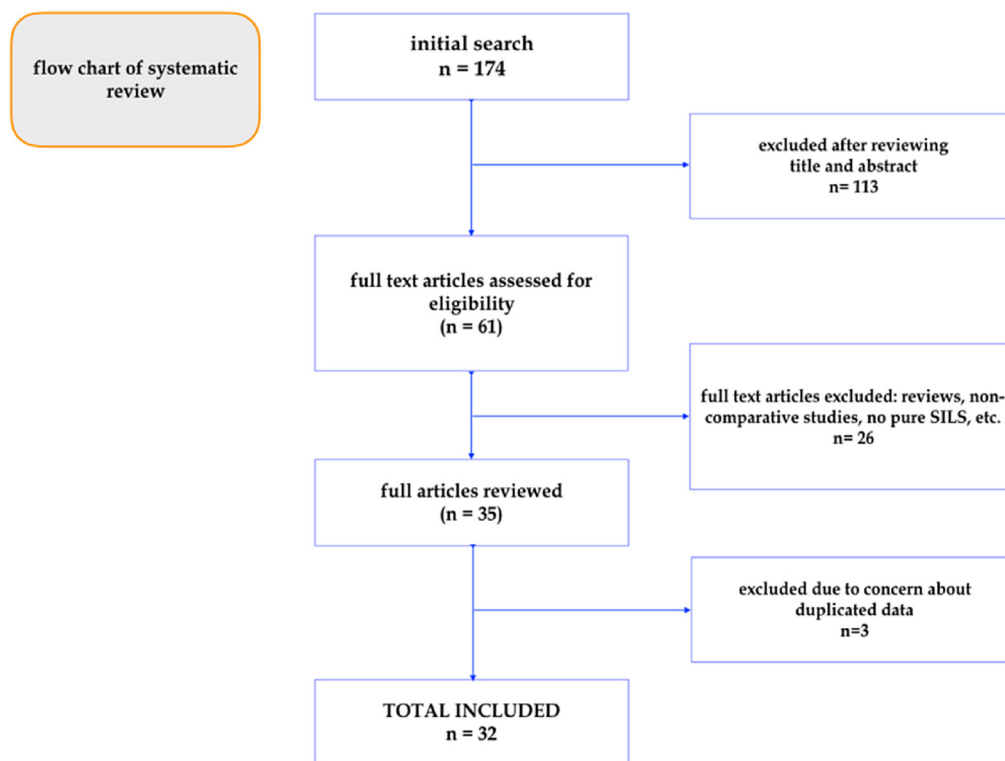 flow chart of systematic
review
initial search
n = 174
excluded after reviewing
title and abstract
n= 113
full text articles assessed for
eligibility
(n = 61)
full text articles excluded: reviews, non-
comparative studies, no pure SILS, etc.
n= 26
full articles reviewed
(n = 35)
excluded due to concern about
duplicated data
n=3
TOTAL INCLUDED
n = 32